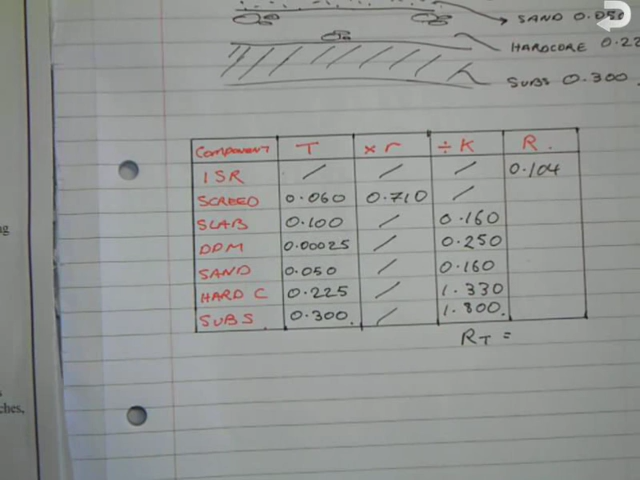 SAND 0.050
HARDCORE 0.22
SUBS 0.300
Component T × r ÷ K R.
ISR / / / 0.104
SCREED 0.060 0.710 /
SLAB 0.100 / 0.160
DPM 0.00025 / 0.250
SAND 0.050 / 0.160
HARD C 0.225 / 1.330
SUBS 0.300. / 1.800.
RT =
ches,